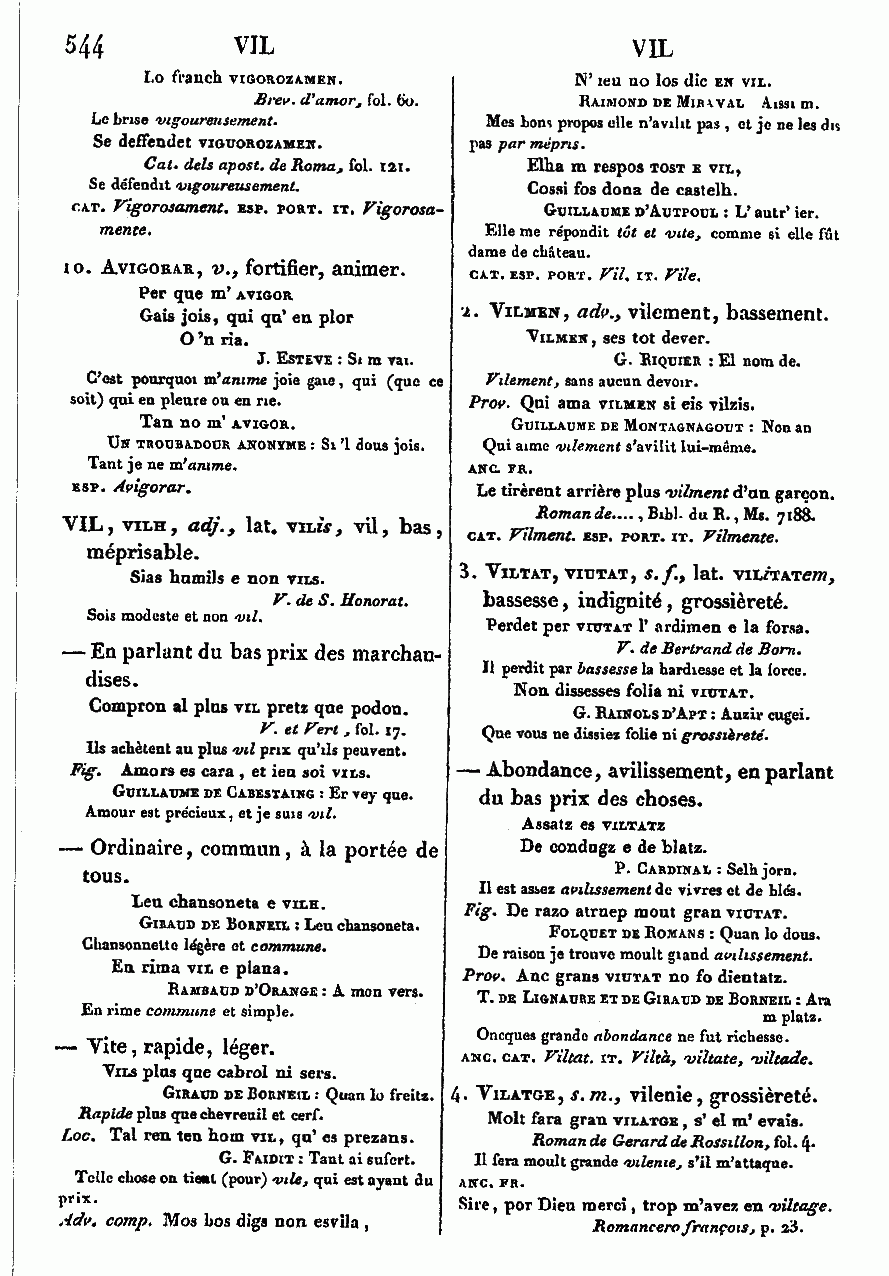 544 VIL VIL
Lo franch VIGOROZAMEN.
Brev. d'amor, fol. 60.
Le brise vigoureusement.
Se deffendet VIGUOROZAMEN.
Cat. dels apost. de Roma, fol. 121.
Se défendit vigoureusement.
CAT. Vigorosament. ESP. PORT. IT. Vigorosa-
mente.
10. AVIGORAR, v., fortifier, animer.
Per que m' AVIGOR
Gais jois, qui qu' en plor
O 'n ria.
J. ESTEVE : Si m vai.
C'est pourquoi m'anime joie gaie, qui (que ce
soit) qui en pleure ou en rie.
Tan no m' AVIGOR.
UN TROUBADOUR ANONYME : Si 'l dous jois.
Tant je ne m'anime.
ESP. Avigorar.
VIL, VILH, adj., lat. VILis, vil, bas,
méprisable.
Sias humils e non VILS.
V. de S. Honorat.
Sois modeste et non vil.
— En parlant du bas prix des marchan-
dises.
Compron al plus VIL pretz que podon.
V. et Vert, fol. 17.
Ils achètent au plus vil prix qu'ils peuvent.
Fig. Amors es cara, et ieu soi VILS.
GUILLAUME DE CABESTAING : Er vey que.
Amour est précieux, et je suis vil.
— Ordinaire, commun, à la portée de
tous.
Leu chansoneta e VILH.
GIRAUD DE BORNEIL : Leu chansoneta.
Chansonnette légère et commune.
En rima VIL e plana.
RAMBAUD D'ORANGE : A mon vers.
En rime commune et simple.
— Vite, rapide, léger.
VILS plus que cabrol ni sers.
GIRAUD DE BORNEIL : Quan lo freitz.
Rapide plus que chevreuil et cerf.
Loc. Tal ren ten hom VIL, qu' es prezans.
G. FAIDIT : Tant ai sufert.
Telle chose on tient (pour) vile, qui est ayant du
prix.
Adv. comp. Mos bos digs non esvila,
N' ieu no los dic EN VIL.
RAIMOND DE MIRAVAL Aissi m.
Mes bons propos elle n'avilit pas, et je ne les dis
pas par mépris.
Elha m respos TOST E VIL,
Cossi fos dona de castelh.
GUILLAUME D'AUTPOUL : L' autr' ier.
Elle me répondit tôt et vite, comme si elle fût
dame de château.
CAT. ESP. PORT. Vil. IT. Vile.
2. VILMEN, adv., vilement, bassement.
VILMEN, ses tot dever.
G. RIQUIER : El nom de.
Vilement, sans aucun devoir.
Prov. Qui ama VILMEN si eis vilzis.
GUILLAUME DE MONTAGNAGOUT : Non an
Qui aime vilement s'avilit lui-même.
ANC. FR.
Le tirèrent arrière plus vilment d'un garçon.
Roman de...., Bibl. du R., Ms. 7188.
CAT. Vilment. ESP. PORT. IT. Vilmente.
3. VILTAT, VIUTAT, s. f., lat. VILiTATem,
bassesse, indignité, grossièreté.
Perdet per VIUTAT l' ardimen e la forsa.
V. de Bertrand de Born.
Il perdit par bassesse la hardiesse et la force.
Non dissesses folia ni VIUTAT.
G. RAINOLS D'APT : Auzir cugei.
Que vous ne dissiez folie ni grossièreté.
— Abondance, avilissement, en parlant
du bas prix des choses.
Assatz es VILTATZ
De condugz e de blatz.
P. CARDINAL : Selh jorn.
Il est assez avilissement de vivres et de blés.
Fig. De razo atruep mout gran VIUTAT.
FOLQUET DE ROMANS : Quan lo dous.
De raison je trouve moult grand avilissement.
Prov. Anc grans VIUTAT no fo dientatz.
T. DE LIGNAURE ET DE GIRAUD DE BORNEIL : Ara
m platz.
Oncques grande abondance ne fut richesse.
ANC. CAT. Viltat. IT. Viltà, viltate, viltade.
4. VILATGE, s. m., vilenie, grossièreté.
Molt fara gran VILATGE, s' el m' evais.
Roman de Gerard de Rossillon, fol. 4.
Il fera moult grande vilenie, s'il m'attaque.
ANC. FR.
Sire, por Dieu merci, trop m'avez en viltage.
Romancero françois, p. 23.